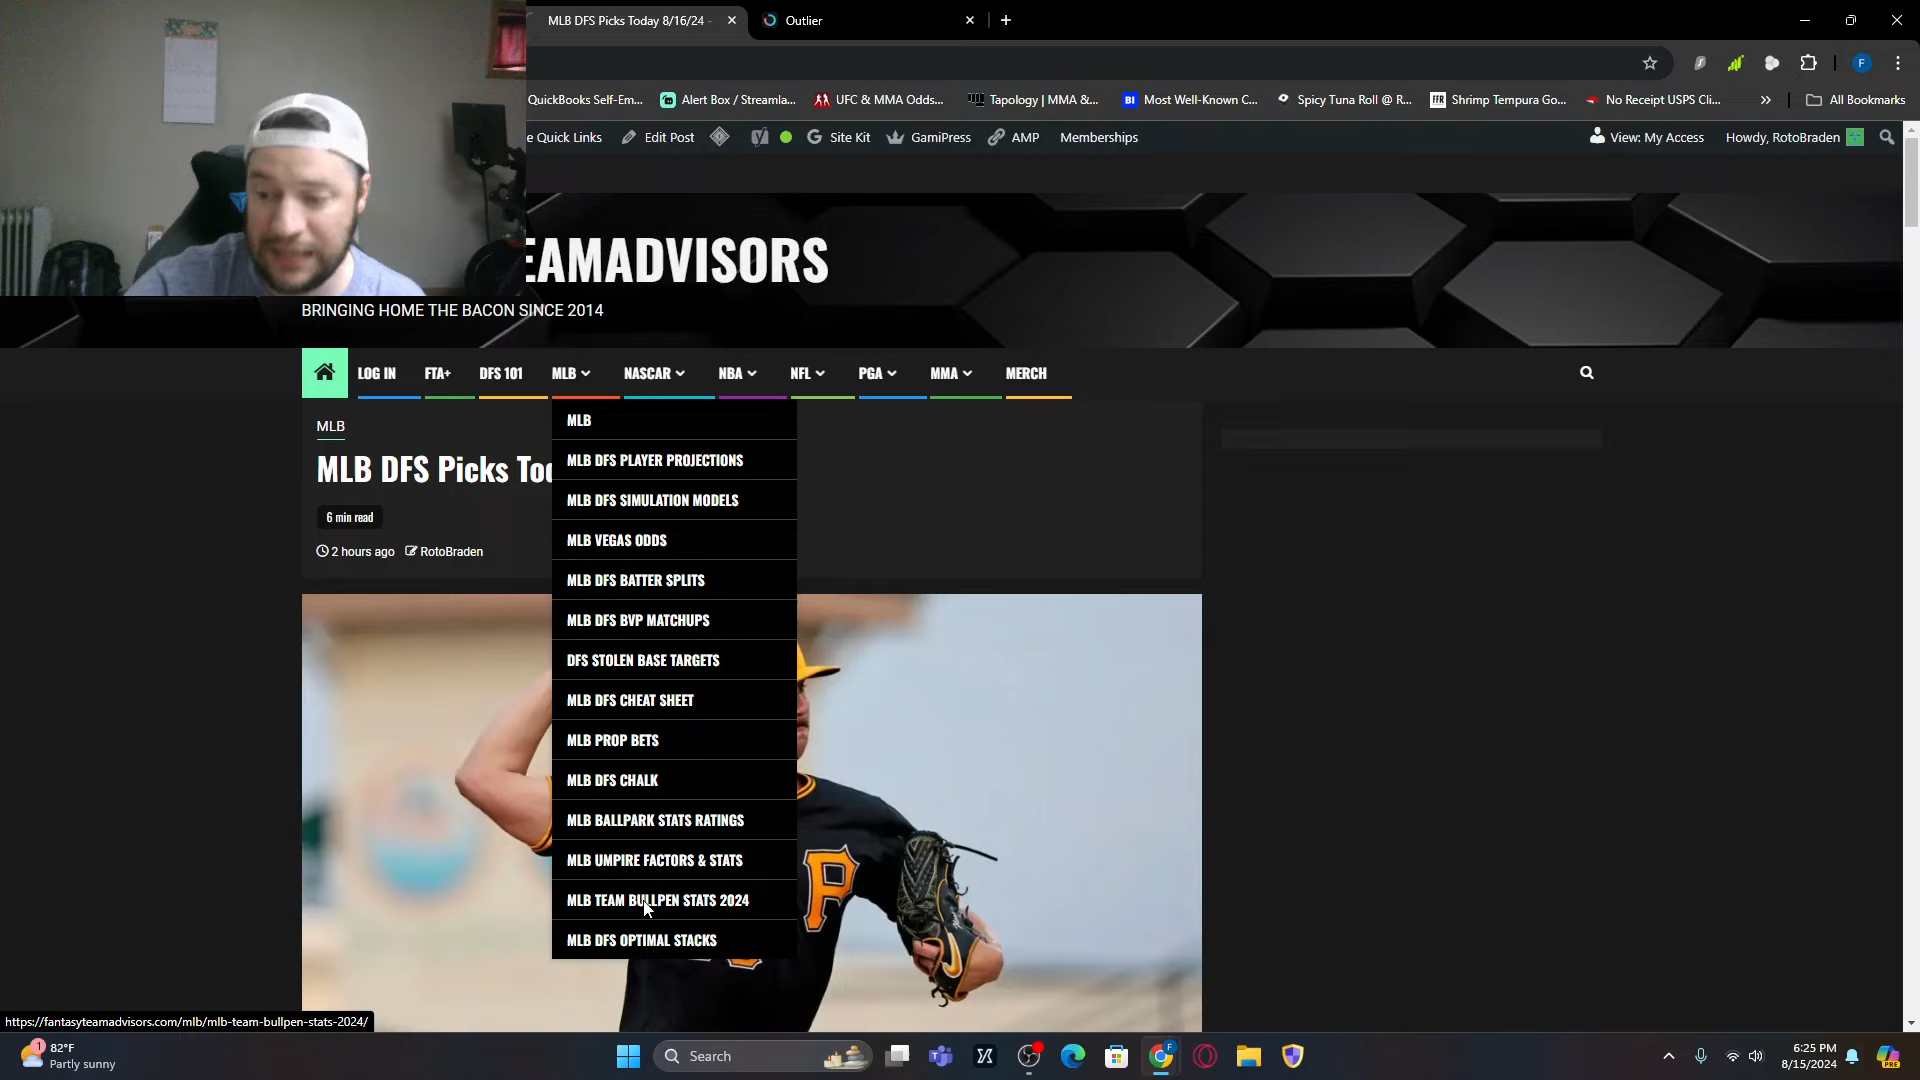 MLB DFS Picks Today 8/16/24 -
Outlier
F
QuickBooks Self-Em...
Alert Box / Streamla...
UFC & MMA Odds...
Tapology | MMA &...
BI Most Well-Known C...
Spicy Tuna Roll @ R...
FFR Shrimp Tempura Go...
No Receipt USPS Cli...
All Bookmarks
e Quick Links
Edit Post
Site Kit
GamiPress
AMP
Memberships
View: My Access
Howdy, RotoBraden
EAMADVISORS
BRINGING HOME THE BACON SINCE 2014
LOG IN
FTA+
DFS 101
MLB
NASCAR
NBA
NFL
PGA
MMA
MERCH
MLB
MLB DFS Picks To
6 min read
2 hours ago
RotoBraden
MLB
MLB DFS PLAYER PROJECTIONS
MLB DFS SIMULATION MODELS
MLB VEGAS ODDS
MLB DFS BATTER SPLITS
MLB DFS BVP MATCHUPS
DFS STOLEN BASE TARGETS
MLB DFS CHEAT SHEET
MLB PROP BETS
MLB DFS CHALK
MLB BALLPARK STATS RATINGS
MLB UMPIRE FACTORS & STATS
MLB TEAM BULLPEN STATS 2024
MLB DFS OPTIMAL STACKS
P
https://fantasyteamadvisors.com/mlb/mlb-team-bullpen-stats-2024/
1
82°F
Partly sunny
Search
F
6:25 PM
8/15/2024
PRE